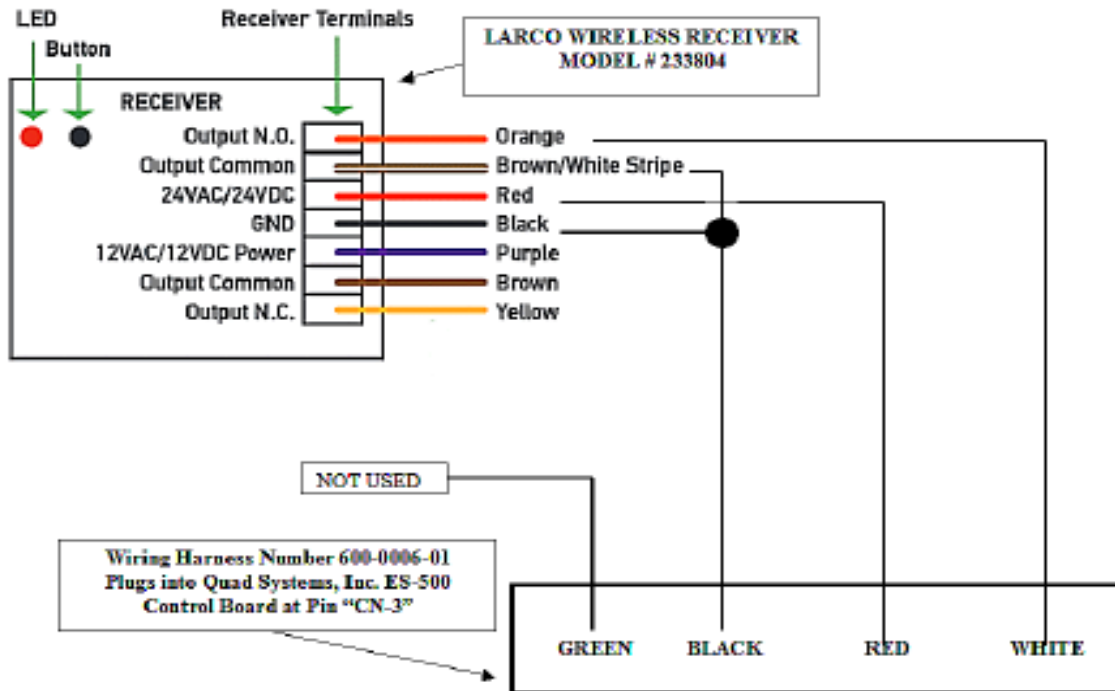 LED
Button
Receiver Terminals
LARCO WIRELESS RECEIVER
MODEL # 233804
RECEIVER
Output N.O.
Orange
Output Common
Brown/White Stripe
24VAC/24VDC
Red
GND
Black
12VAC/12VDC Power
Purple
Output Common
Brown
Output N.C.
Yellow
NOT USED
Wiring Harness Number 600-0006-01
Plugs into Quad Systems, Inc. ES-500
Control Board at Pin “CN-3”
GREEN
BLACK
RED
WHITE